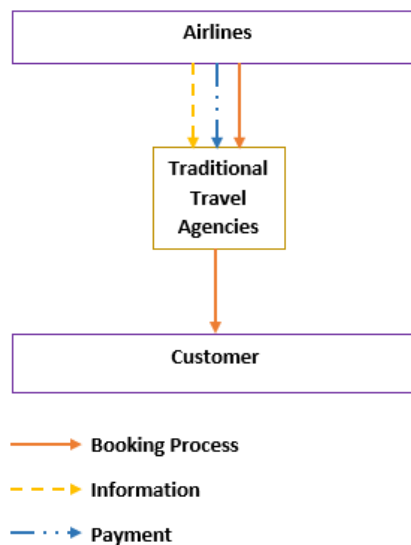 Airlines
Traditional
Travel
Agencies
Customer
Booking Process
Information
Payment